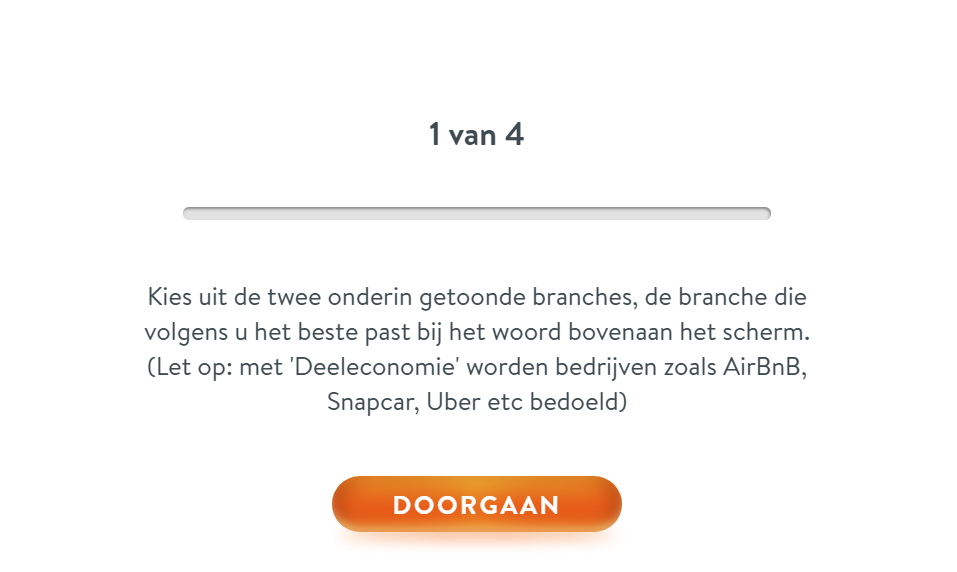 1 van 4
Kies uit de twee onderin getoonde branches, de branche die
volgens u het beste past bij het woord bovenaan het scherm.
(Let op: met 'Deeleconomie' worden bedrijven zoals AirBnB,
Snapcar, Uber etc bedoeld)
DOORGAAN